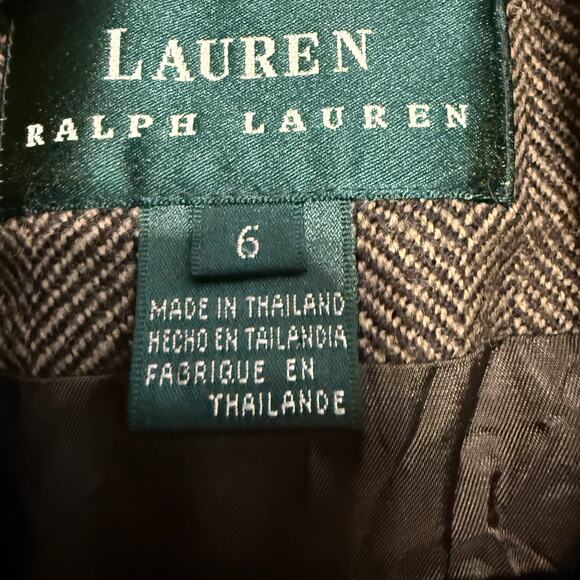 LAUREN
RALPH LAUREN
6
MADE IN THAILAND
HECHO EN TAILANDIA
FABRIQUE EN
THAILANDE